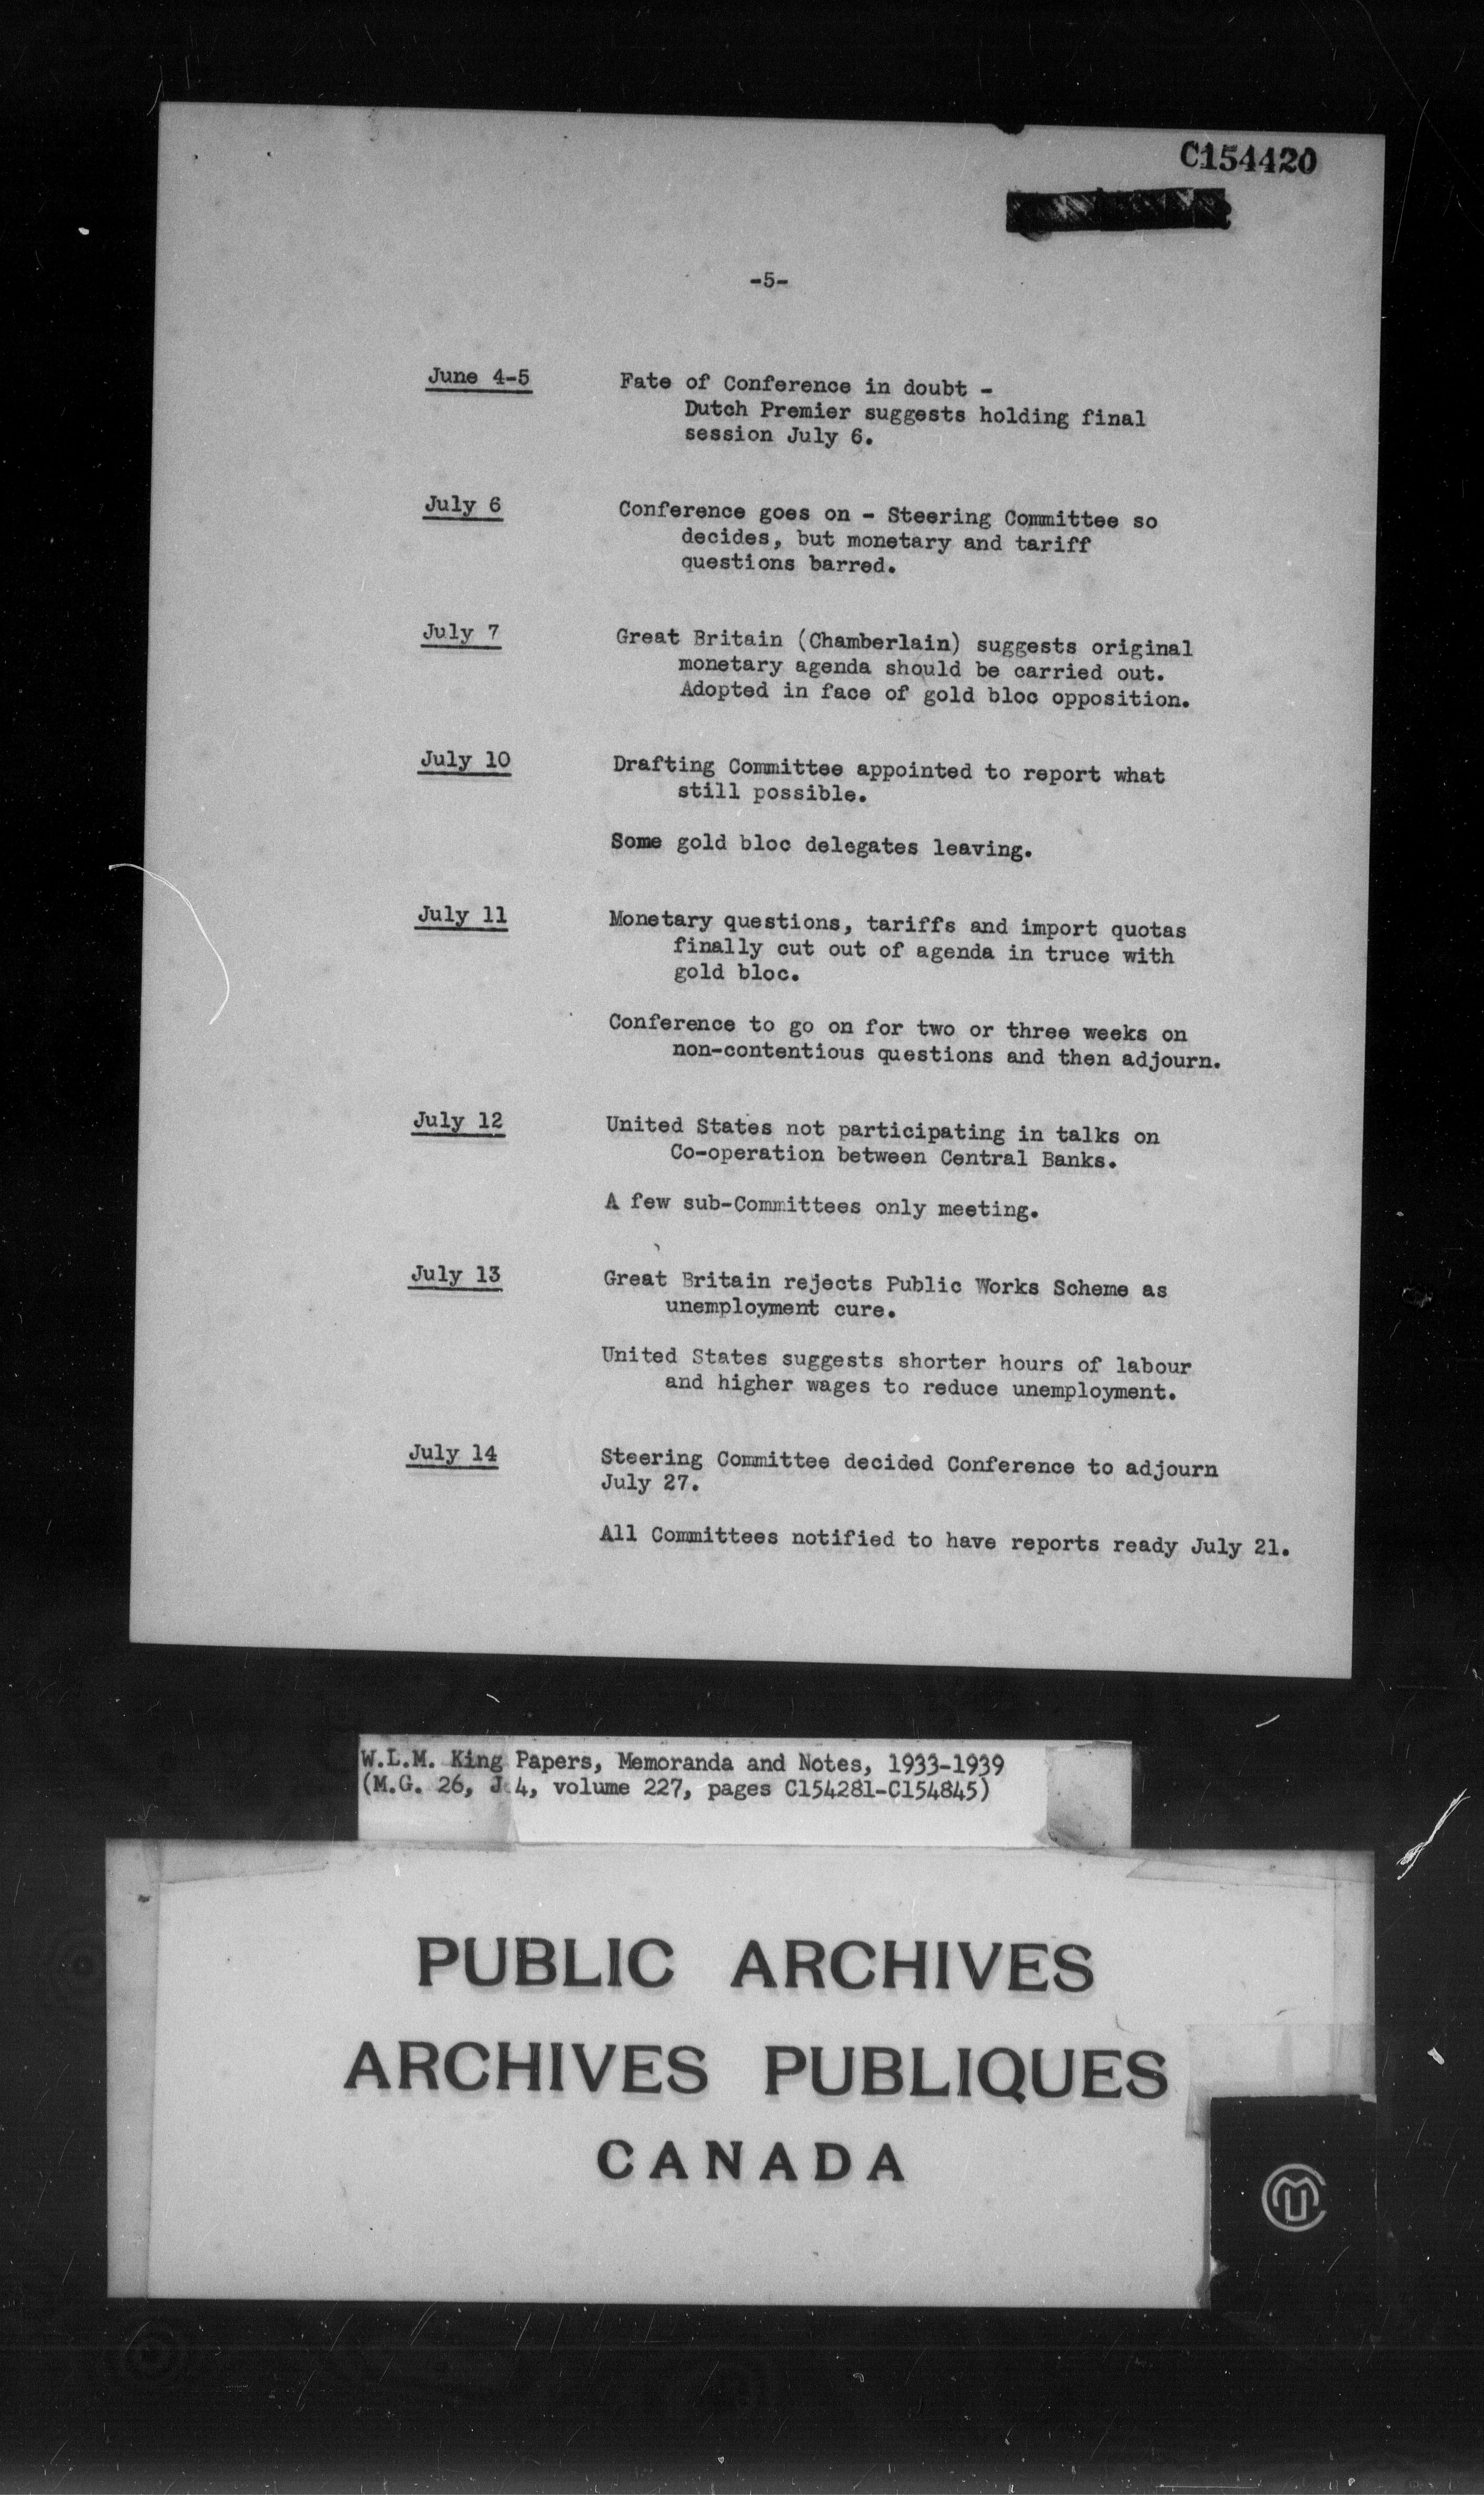 C154420
-5-
June 4-5 Fate of Conference in doubt -
Dutch Premier suggests holding final
session July 6.
July 6 Conference goes on - Steering Committee so
decides, but monetary and tariff
questions barred.
July 7 Great Britain (Chamberlain) suggests original
monetary agenda should be carried out.
Adopted in face of gold bloc opposition.
July 10 Drafting Committee appointed to report what
still possible.
Some gold bloc delegates leaving.
July 11 Monetary questions, tariffs and import quotas
finally cut out of agenda in truce with
gold bloc.
Conference to go on for two or three weeks on
non-contentious questions and then adjourn.
July 12 United States not participating in talks on
Co-operation between Central Banks.
A few sub-Committees only meeting.
July 13 Great Britain rejects Public Works Scheme as
unemployment cure.
United States suggests shorter hours of labour
and higher wages to reduce unemployment.
July 14 Steering Committee decided Conference to adjourn
July 27.
All Committees notified to have reports ready July 21.
W.L.M. King Papers, Memoranda and Notes, 1933-1939
(M.G. 26, J 4, volume 227, pages C154281-C154845)
PUBLIC ARCHIVES
ARCHIVES PUBLIQUES
CANADA